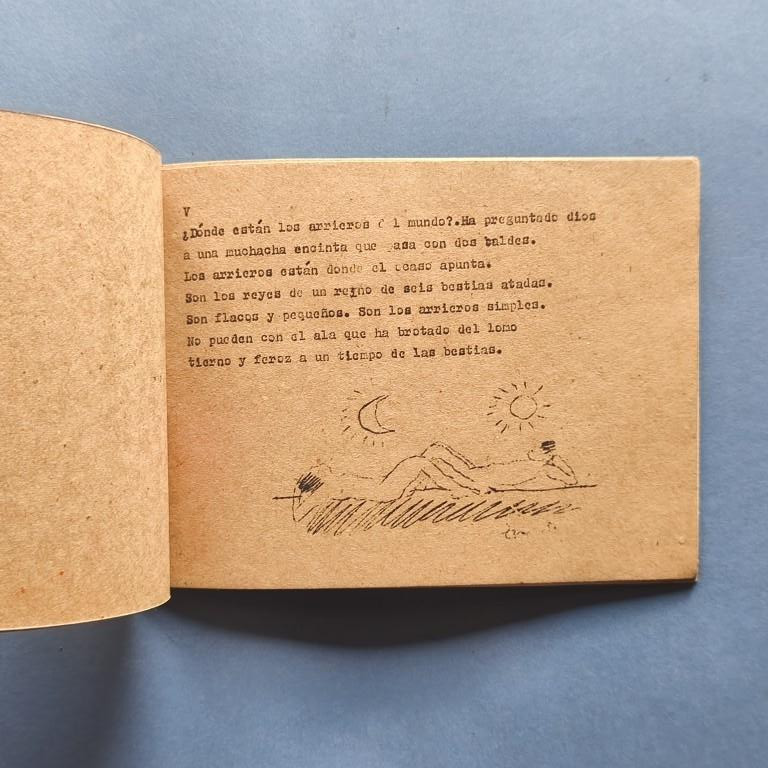 V
¿Dónde están los arrieros del mundo?.Ha preguntado dios
a una muchacha encinta que pasa con dos baldes.
Los arrieros están donde el ocaso apunta.
Son los reyes de un reino de seis bestias atadas.
Son flacos y pequeños. Son los arrieros simples.
No pueden con el ala que ha brotado del lomo
tierno y feroz a un tiempo de las bestias.